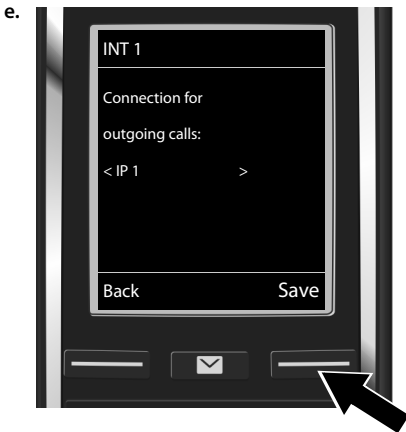 e.
INT 1
Connection for
outgoing calls:
< IP 1 >
Back Save